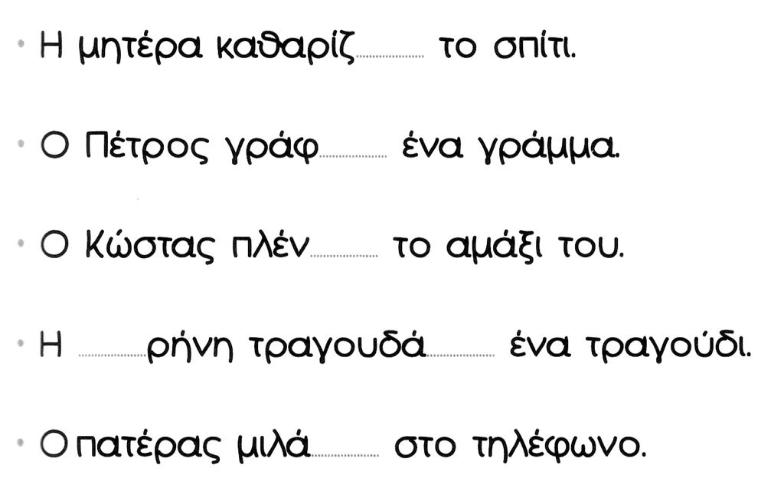 • Η μητέρα καθαρίζ........... το σπίτι.
• Ο Πέτρος γράφ........... ένα γράμμα.
• Ο Κώστας πλέν........... το αμάξι του.
• Η ...........ρήνη τραγουδά........... ένα τραγούδι.
• Ο πατέρας μιλά........... στο τηλέφωνο.